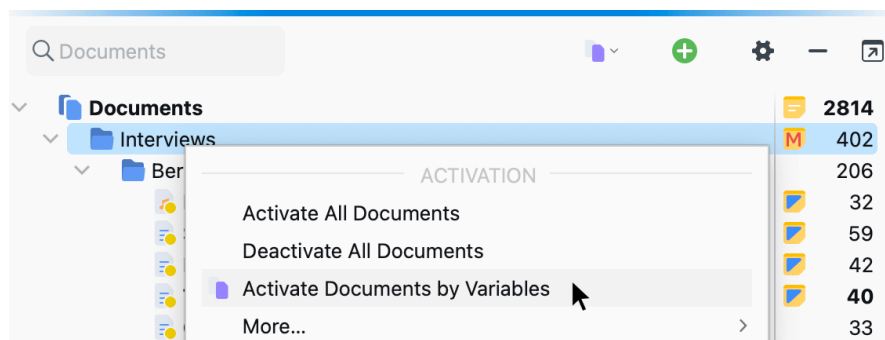 Documents
Documents 2814
Interviews M 402
Ber 206
ACTIVATION
32
Activate All Documents
59
Deactivate All Documents
42
Activate Documents by Variables
40
More...
33